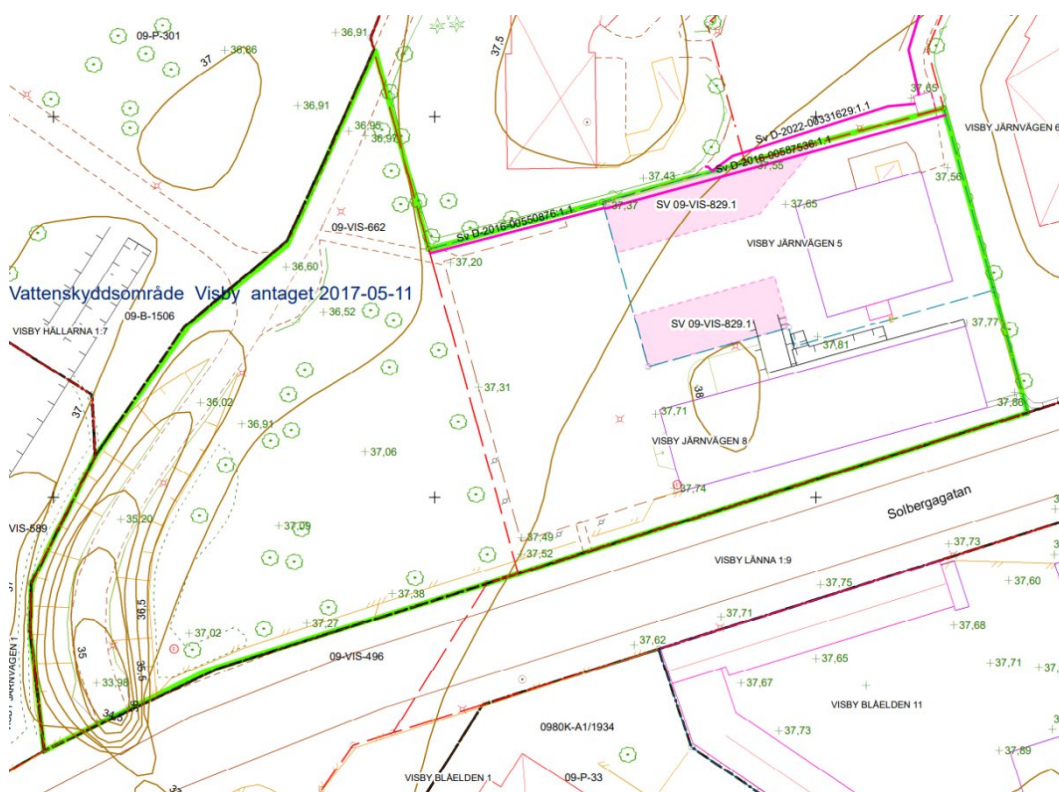 09-P-301
36,91
37
36,86
37.5
36,91
36,95
36,97
37,65
Sv D-2022-00331629:1.1
VISBY JÄRNVÄGEN 6
Sv D-2016-00587536:1.1
37,55
37,56
37,43
37,37
SV 09-VIS-829.1
37,65
Sv D-2016-00550876:1.1
09-VIS-662
VISBY JÄRNVÄGEN 5
36,60
37,20
Vattenskyddsområde Visby antaget 2017-05-11
09-B-1506
36,52
VISBY HÄLLARNA 1:7
SV 09-VIS-829.1
37,77
37,81
37
37,31
38
36,02
37,88
36,91
37,71
VISBY JÄRNVÄGEN 8
37,06
37,74
Solbergagatan
35,20
VIS-589
37,09
37,49
37,52
37,73
VISBY LÄNNA 1:9
37,60
37,38
37,75
36,5
37,27
37,71
37,02
37,62
37,68
35
09-VIS-496
37,65
37,71
VISBY JÄRNVÄGEN 1
35,5
33,98
37,67
34,5
VISBY BLÅELDEN 11
0980K-A1/1934
37,73
37,89
VISBY BLÅELDEN 1
09-P-33